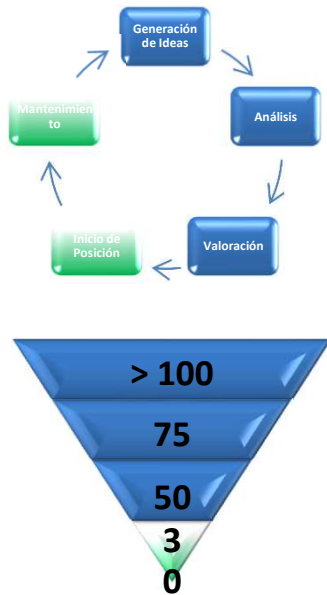 Generación
de Ideas
Análisis
Valoración
Inicio de
Posición
Mantenimien
to
> 100
75
50
3
0